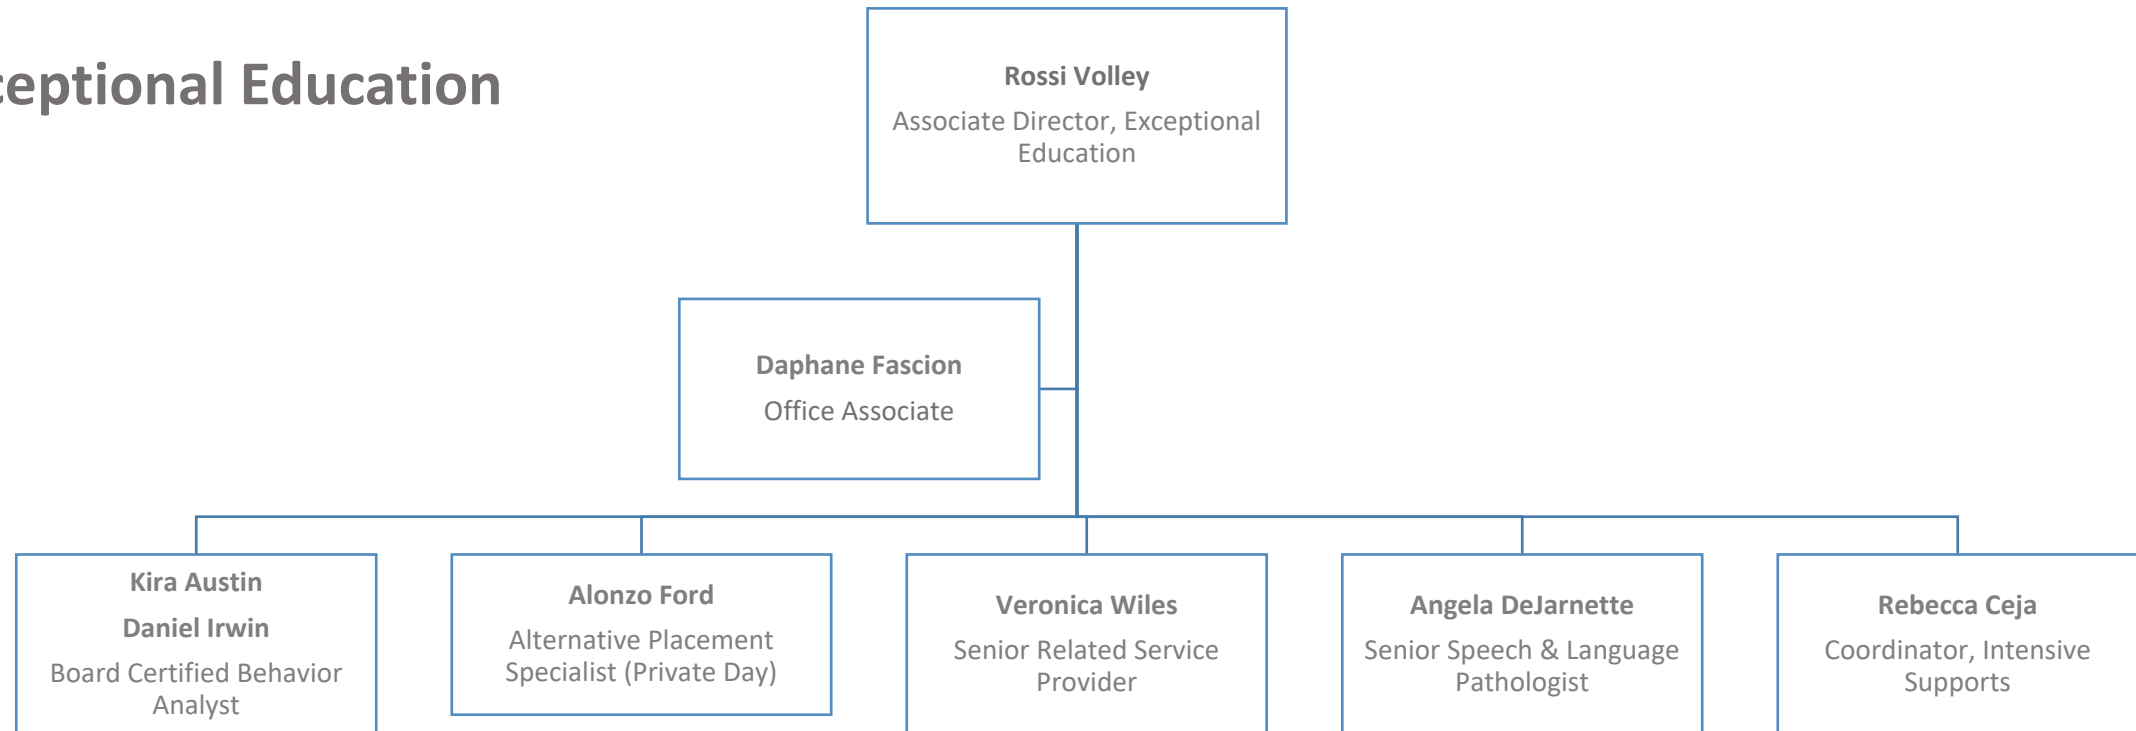 ceptional Education
Rossi Volley
Associate Director, Exceptional
Education
Daphane Fascion
Office Associate
Kira Austin
Daniel Irwin
Board Certified Behavior
Analyst
Alonzo Ford
Alternative Placement
Specialist (Private Day)
Veronica Wiles
Senior Related Service
Provider
Angela DeJarnette
Senior Speech & Language
Pathologist
Rebecca Ceja
Coordinator, Intensive
Supports